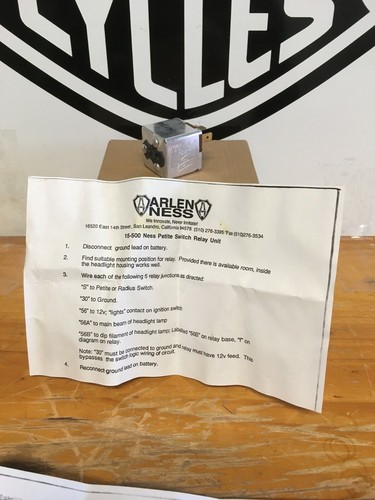 CYCLES
ARLEN
NESS
We Innovate, Never Imitate!
16520 East 14th Street, San Leandro, California 94578 (510) 276-3395 Fax (510)276-3534
15-500 Ness Petite Switch Relay Unit
1. Disconnect ground lead on battery.
2. Find suitable mounting position for relay. Provided there is available room, inside
the headlight housing works well.
3. Wire each of the following 5 relay junctions as directed:
"S" to Petite or Radius Switch.
"30" to Ground.
"56" to 12v; "lights" contact on ignition switch
"56A" to main beam of headlight lamp
"56B" to dip filament of headlight lamp; Labelled "56B" on relay base, "f" on
diagram on relay.
Note: "30" must be connected to ground and relay must have 12v feed. This
bypasses the switch logic wiring of circuit.
4. Reconnect ground lead on battery.